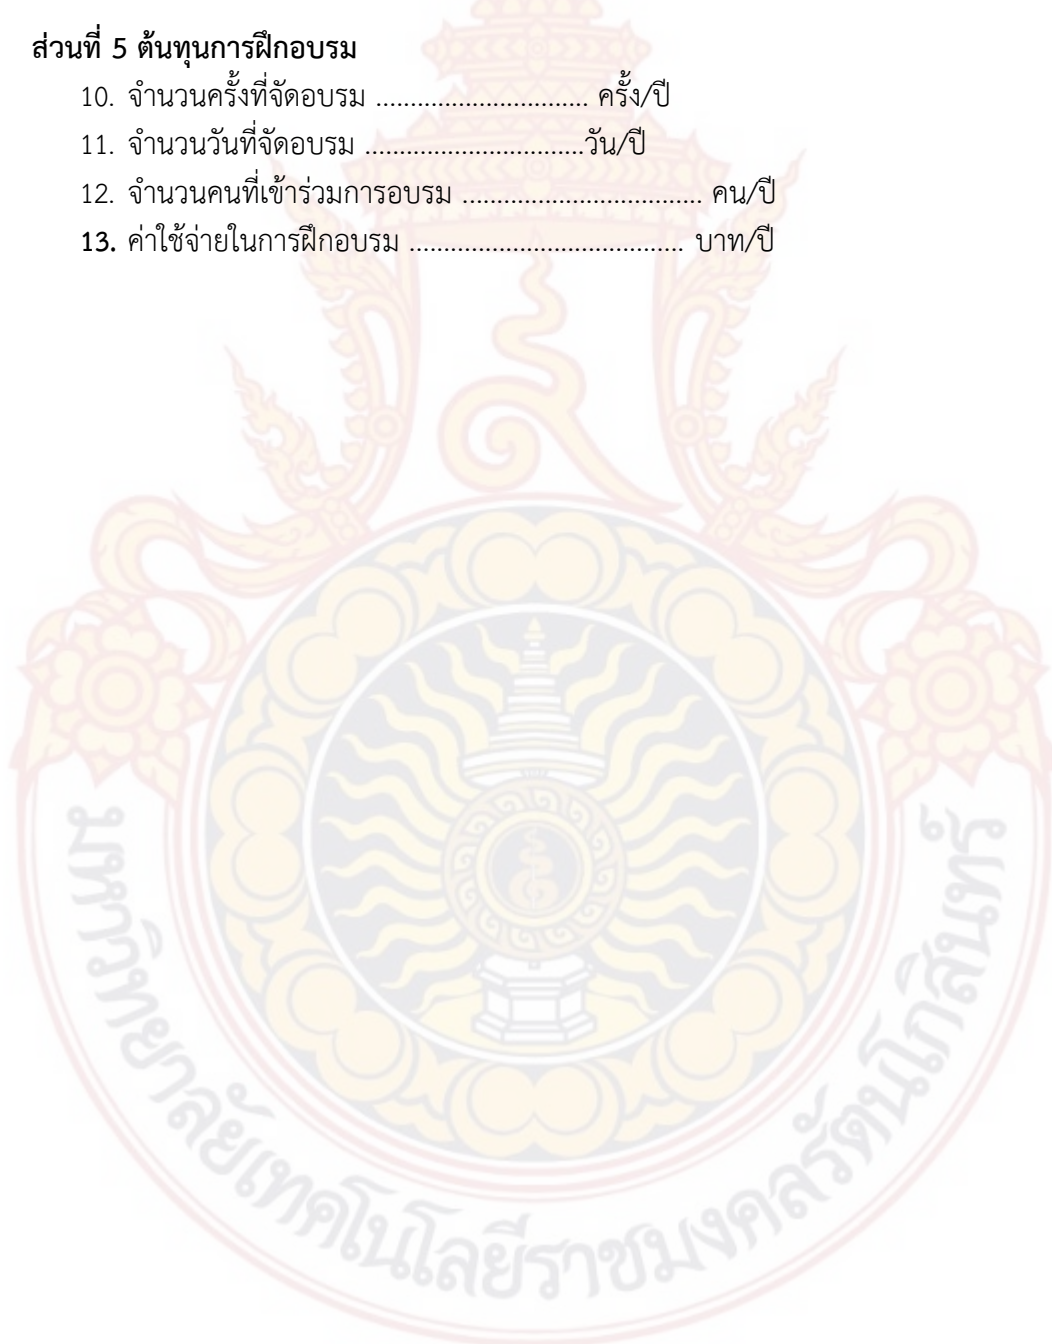 ส่วนที่ 5 ต้นทุนการฝึกอบรม
10. จำนวนครั้งที่จัดอบรม ............................... ครั้ง/ปี
11. จำนวนวันที่จัดอบรม ................................วัน/ปี
12. จำนวนคนที่เข้าร่วมการอบรม ................................... คน/ปี
13. ค่าใช้จ่ายในการฝึกอบรม ........................................ บาท/ปี
มหาวิทยาลัยเทคโนโลยีราชมงคลรัตนโกสินทร์